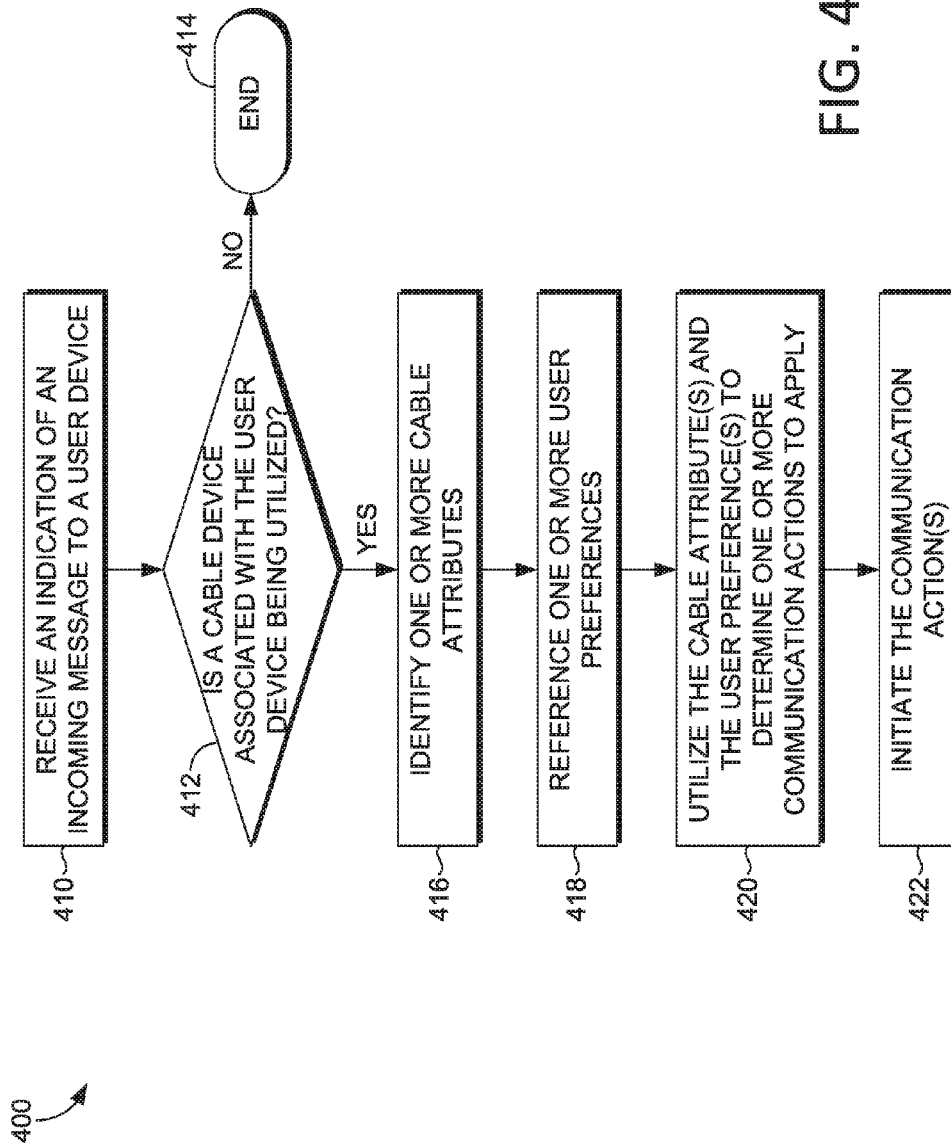 400
410
RECEIVE AN INDICATION OF AN
INCOMING MESSAGE TO A USER DEVICE
412
IS A CABLE DEVICE
ASSOCIATED WITH THE USER
DEVICE BEING UTILIZED?
NO
414
END
YES
416
IDENTIFY ONE OR MORE CABLE
ATTRIBUTES
418
REFERENCE ONE OR MORE USER
PREFERENCES
420
UTILIZE THE CABLE ATTRIBUTE(S) AND
THE USER PREFERENCE(S) TO
DETERMINE ONE OR MORE
COMMUNICATION ACTIONS TO APPLY
422
INITIATE THE COMMUNICATION
ACTION(S)
FIG. 4